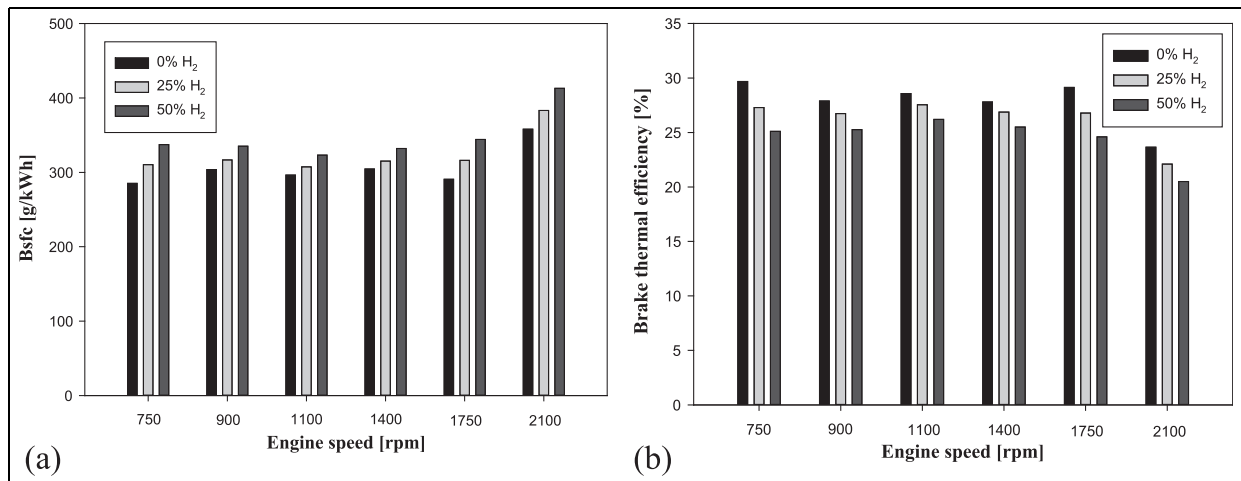 500
400
300
200
100
0
Bsfc [g/kWh]
0% H₂
25% H₂
50% H₂
750 900 1100 1400 1750 2100
Engine speed [rpm]
(a)
35
30
25
20
15
10
5
0
Brake thermal efficiency [%]
0% H₂
25% H₂
50% H₂
750 900 1100 1400 1750 2100
Engine speed [rpm]
(b)